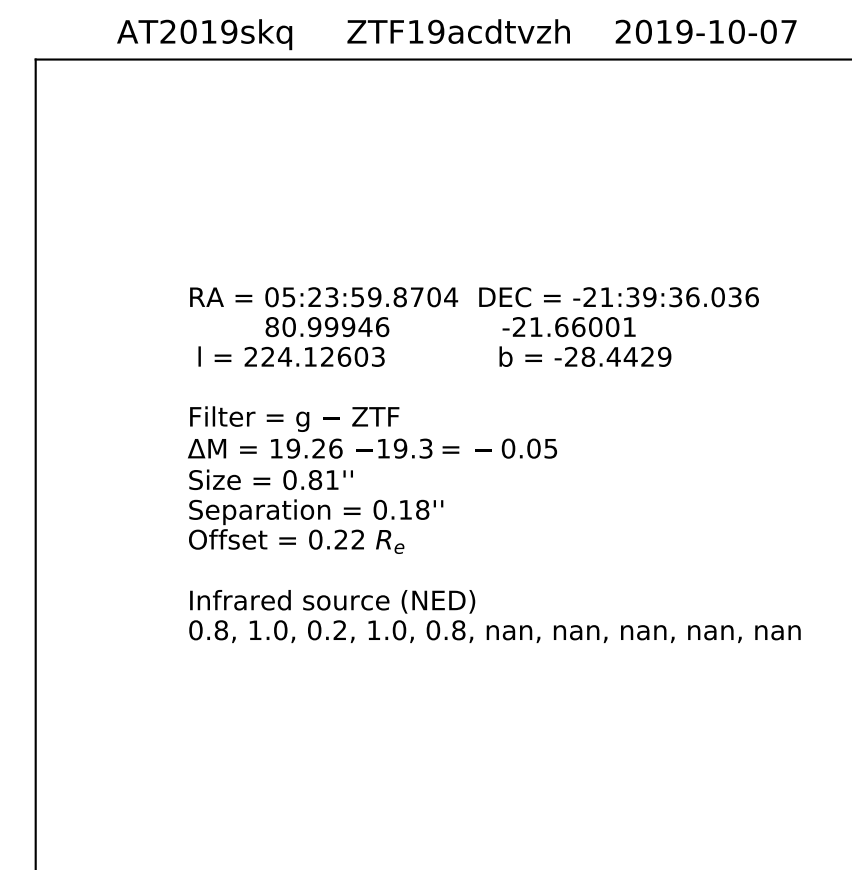 AT2019skq ZTF19acdtvzh 2019-10-07
RA = 05:23:59.8704 DEC = -21:39:36.036
80.99946 -21.66001
l = 224.12603 b = -28.4429
Filter = g − ZTF
ΔM = 19.26 −19.3 = − 0.05
Size = 0.81''
Separation = 0.18''
Offset = 0.22 Re
Infrared source (NED)
0.8, 1.0, 0.2, 1.0, 0.8, nan, nan, nan, nan, nan